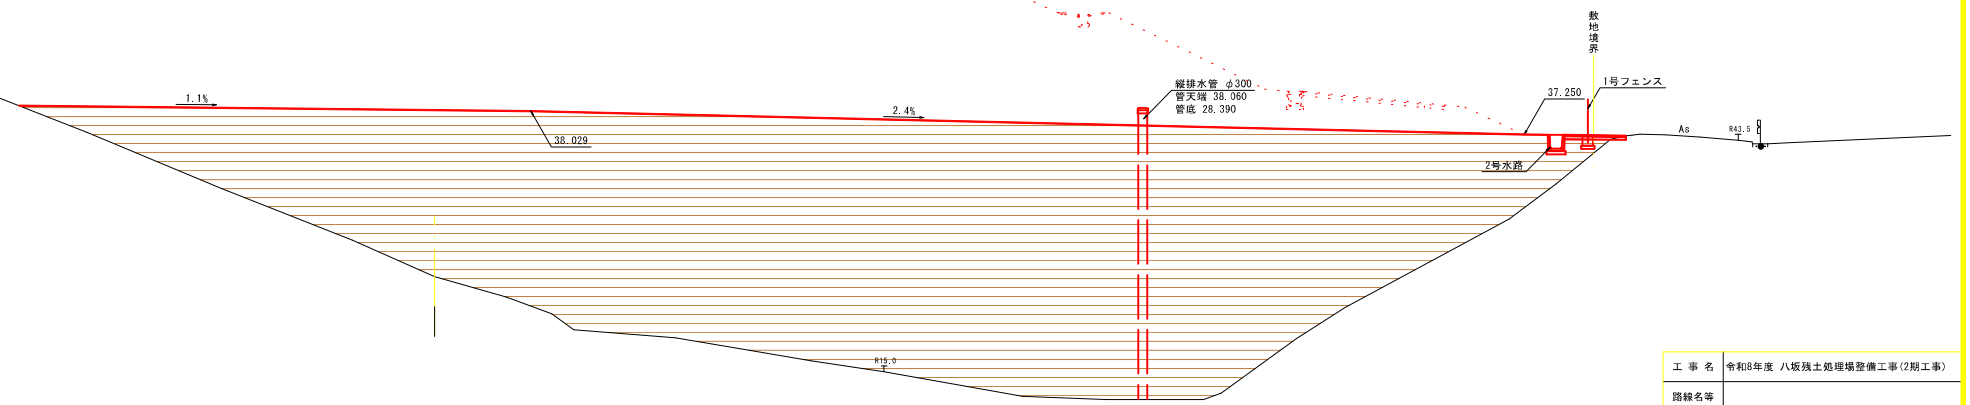 敷地境界
1号フェンス
縦排水管 φ300
管天端 38.060
管底 28.390
37.250
1.1%
2.4%
38.029
As
R43.5
2号水路
R15.0
工 事 名 令和8年度 八坂残土処理場整備工事(2期工事)
路線名等